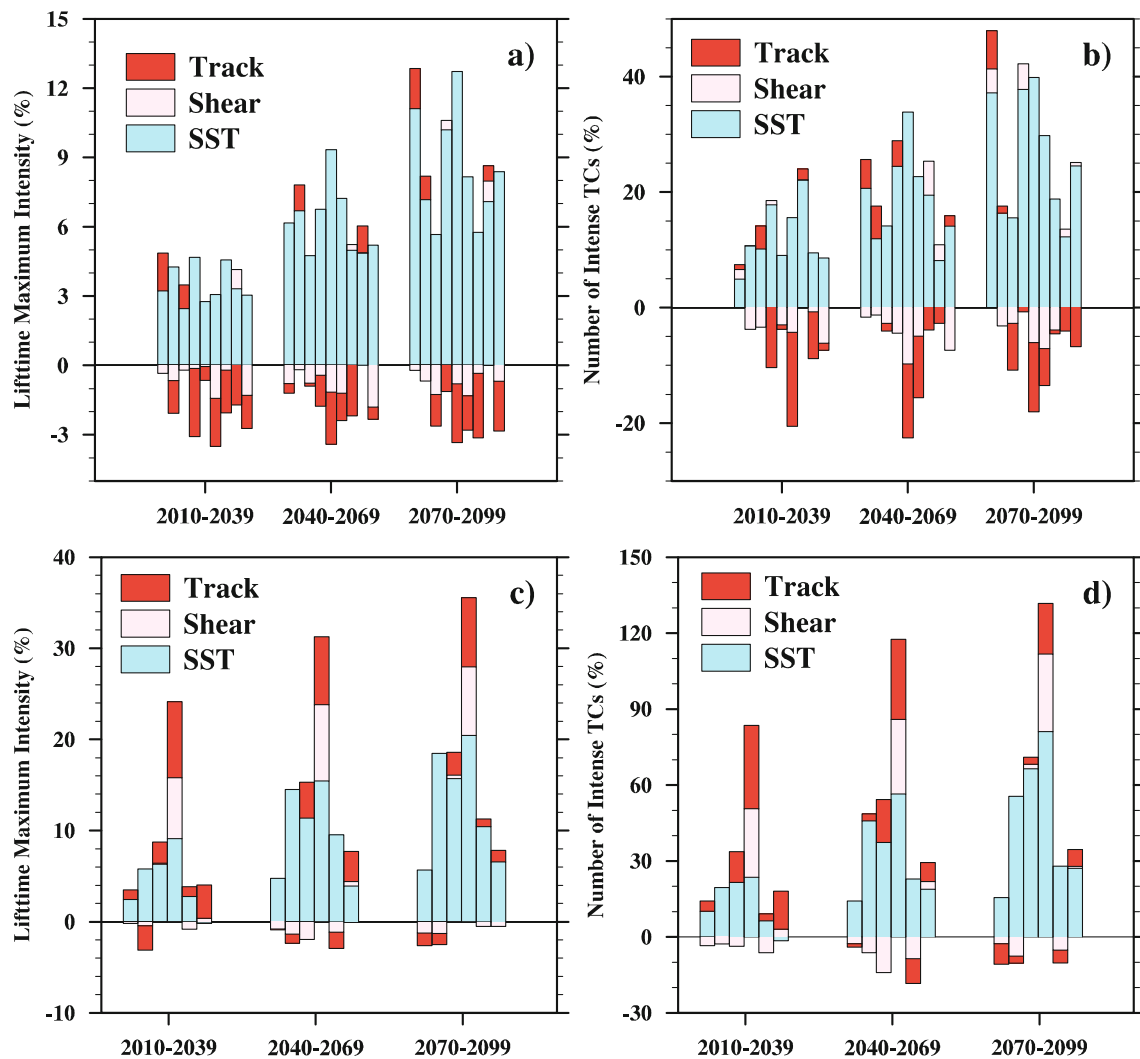 15
12
9
6
3
0
-3
Lifttime Maximum Intensity (%)
a)
Track
Shear
SST
2010-2039 2040-2069 2070-2099
40
20
0
-20
Number of Intense TCs (%)
b)
Track
Shear
SST
2010-2039 2040-2069 2070-2099
40
30
20
10
0
-10
Lifttime Maximum Intensity (%)
c)
Track
Shear
SST
2010-2039 2040-2069 2070-2099
150
120
90
60
30
0
-30
Number of Intense TCs (%)
d)
Track
Shear
SST
2010-2039 2040-2069 2070-2099